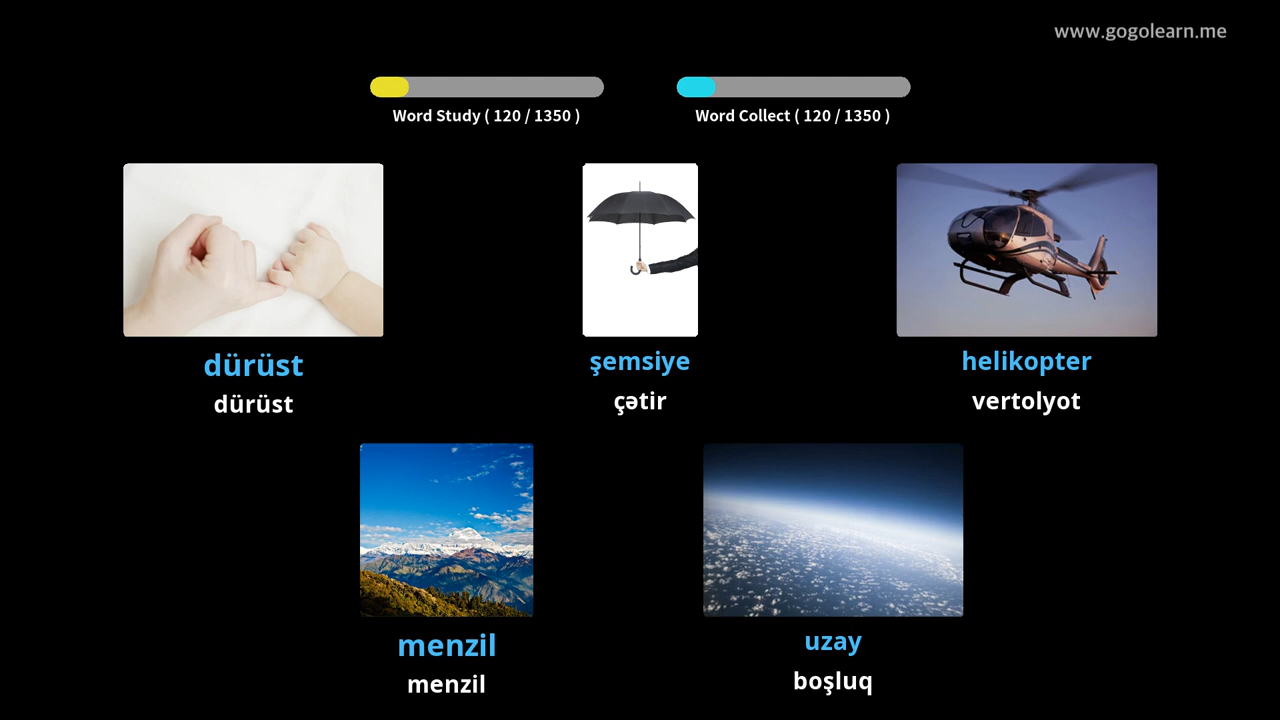 www.gogolearn.me
Word Study ( 120 / 1350 )
Word Collect ( 120 / 1350 )
dürüst
dürüst
şemsiye
çətir
helikopter
vertolyot
menzil
menzil
uzay
boşluq